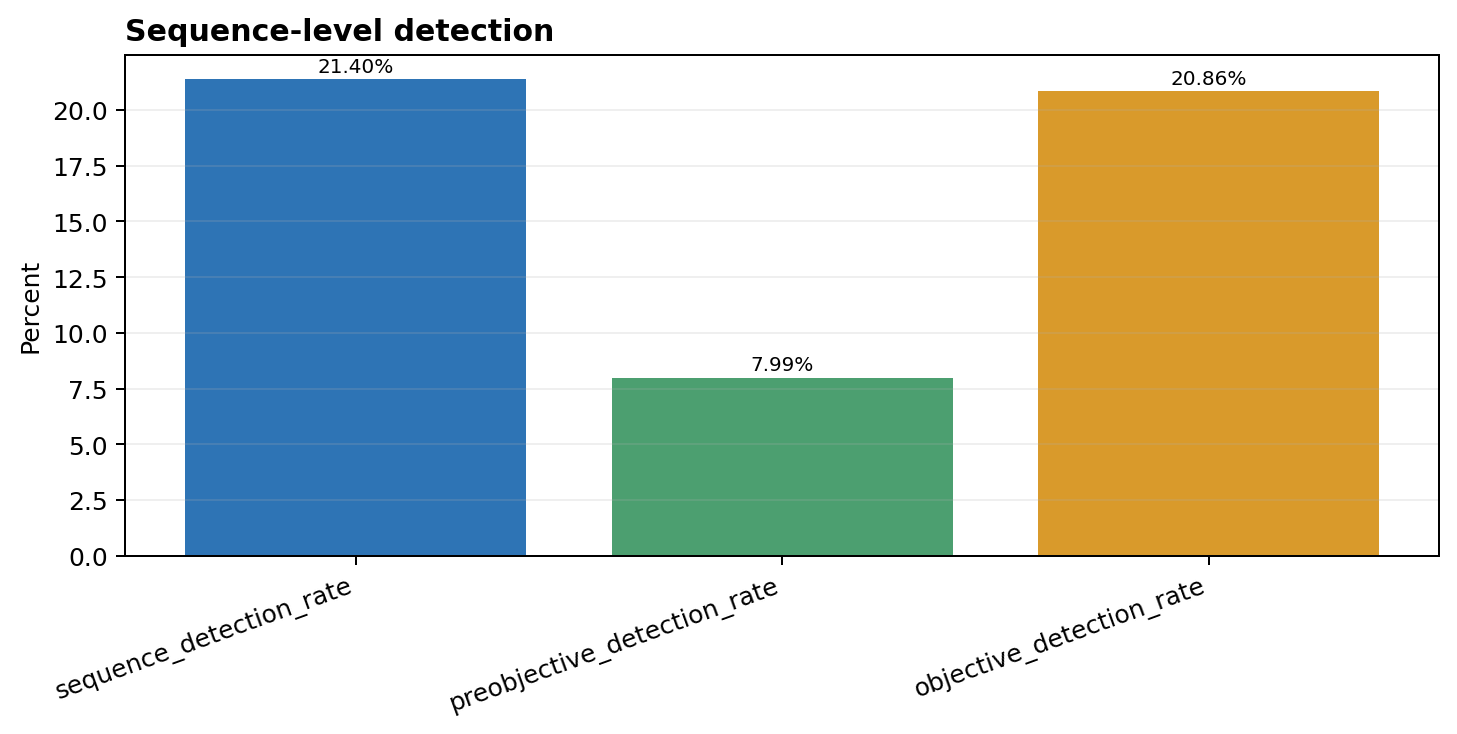 Sequence-level detection
21.40%
7.99%
20.86%
Percent
20.0
17.5
15.0
12.5
10.0
7.5
5.0
2.5
0.0
sequence_detection_rate
preobjective_detection_rate
objective_detection_rate